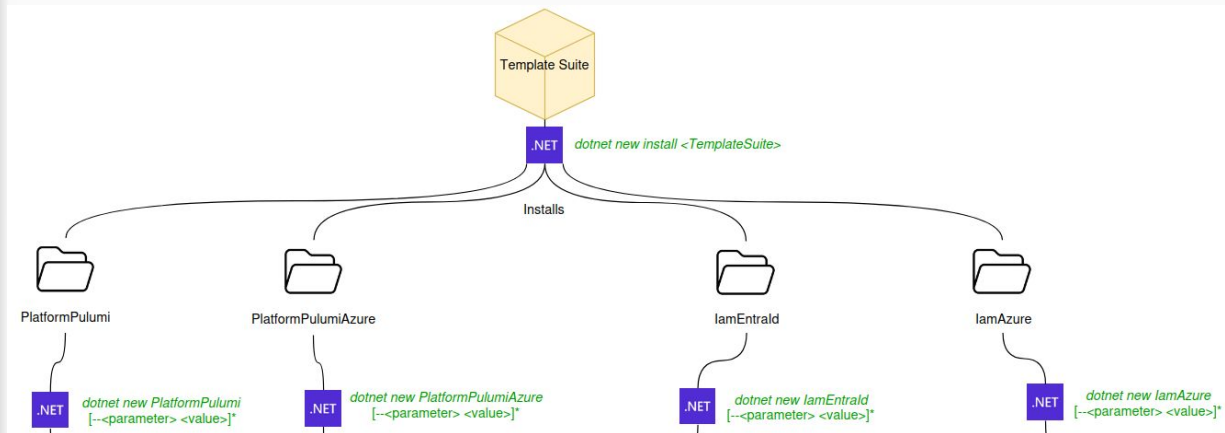 Template Suite
.NET
dotnet new install <TemplateSuite>
Installs
PlatformPulumi
PlatformPulumiAzure
IamEntraId
IamAzure
.NET
dotnet new PlatformPulumi
[--<parameter> <value>]*
.NET
dotnet new PlatformPulumiAzure
[--<parameter> <value>]*
.NET
dotnet new IamEntraId
[--<parameter> <value>]*
.NET
dotnet new IamAzure
[--<parameter> <value>]*